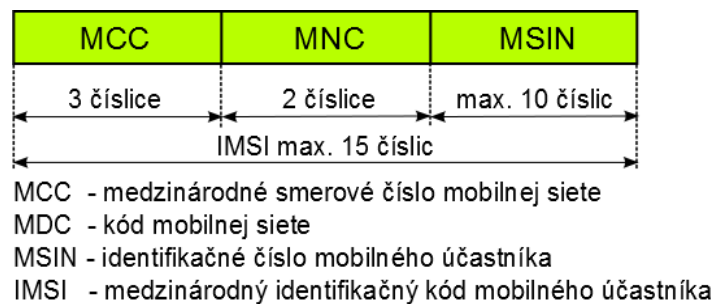 MCC MNC MSIN
3 číslice 2 číslice max. 10 číslic
IMSI max. 15 číslic
MCC - medzinárodné smerové číslo mobilnej siete
MDC - kód mobilnej siete
MSIN - identifikačné číslo mobilného účastníka
IMSI - medzinárodný identifikačný kód mobilného účastníka